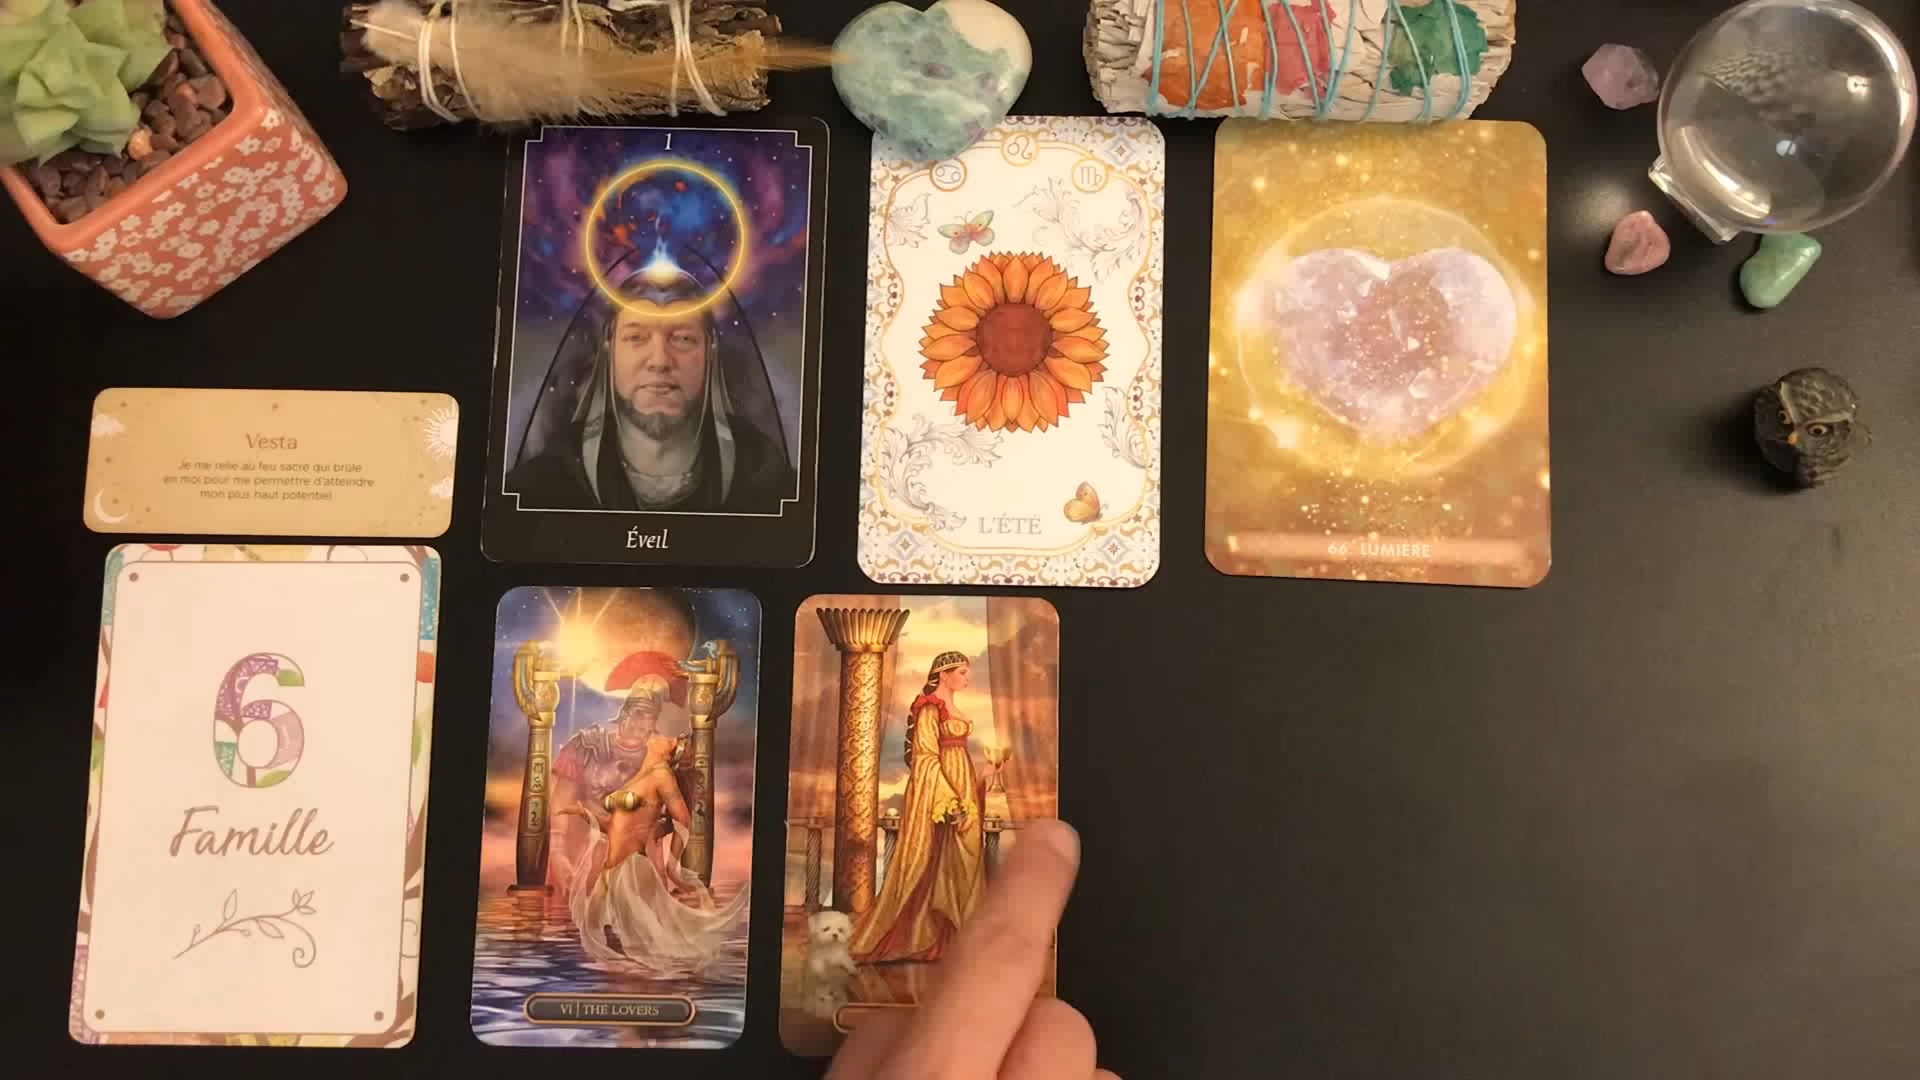 1
Éveil
L'ÉTÉ
66. LUMIÈRE
Vesta
Je me relie au feu sacré qui brûle
en moi pour me permettre d'atteindre
mon plus haut potentiel
6
Famille
VI | THE LOVERS